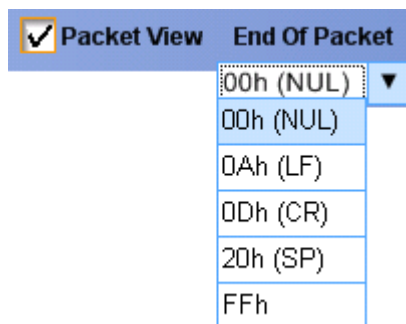 Packet View End Of Packet
00h (NUL)
00h (NUL)
0Ah (LF)
0Dh (CR)
20h (SP)
FFh